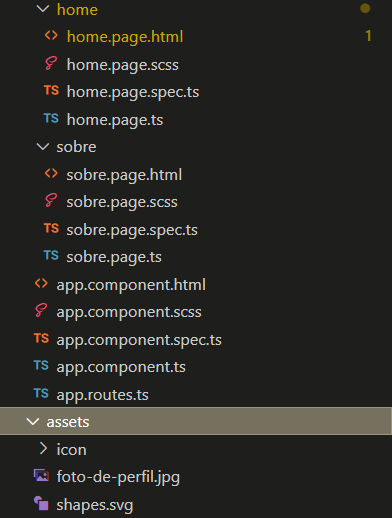 home
<> home.page.html 1
home.page.scss
TS home.page.spec.ts
TS home.page.ts
sobre
<> sobre.page.html
sobre.page.scss
TS sobre.page.spec.ts
TS sobre.page.ts
<> app.component.html
app.component.scss
TS app.component.spec.ts
TS app.component.ts
TS app.routes.ts
assets
icon
foto-de-perfil.jpg
shapes.svg